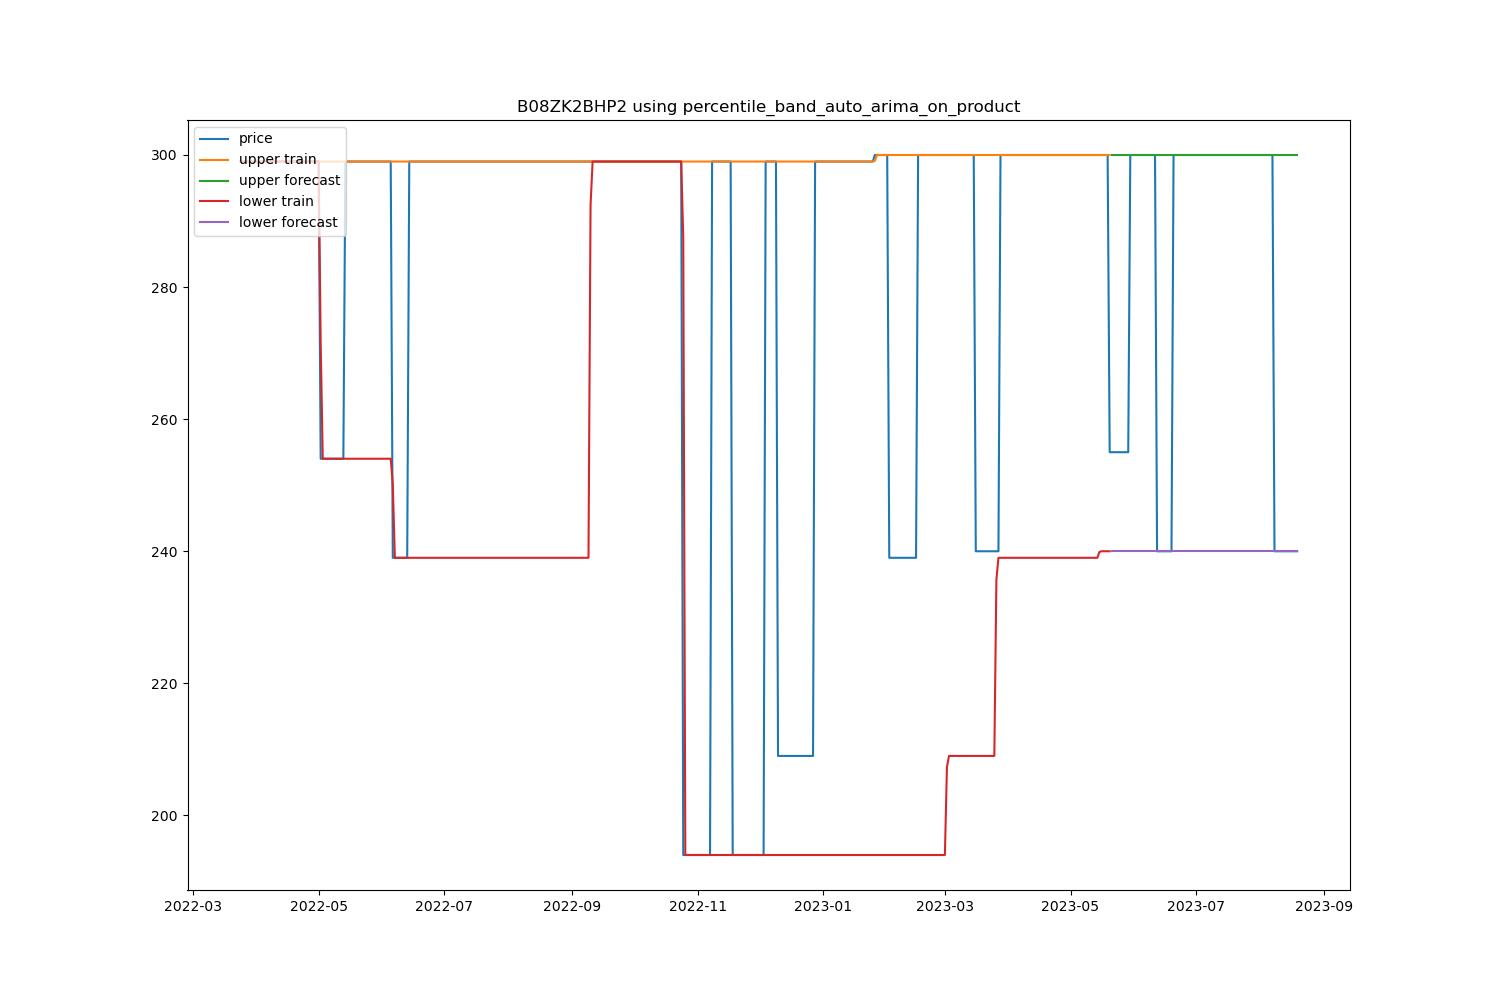 B08ZK2BHP2 using percentile_band_auto_arima_on_product
price
upper train
upper forecast
lower train
lower forecast
300
280
260
240
220
200
2022-03 2022-05 2022-07 2022-09 2022-11 2023-01 2023-03 2023-05 2023-07 2023-09